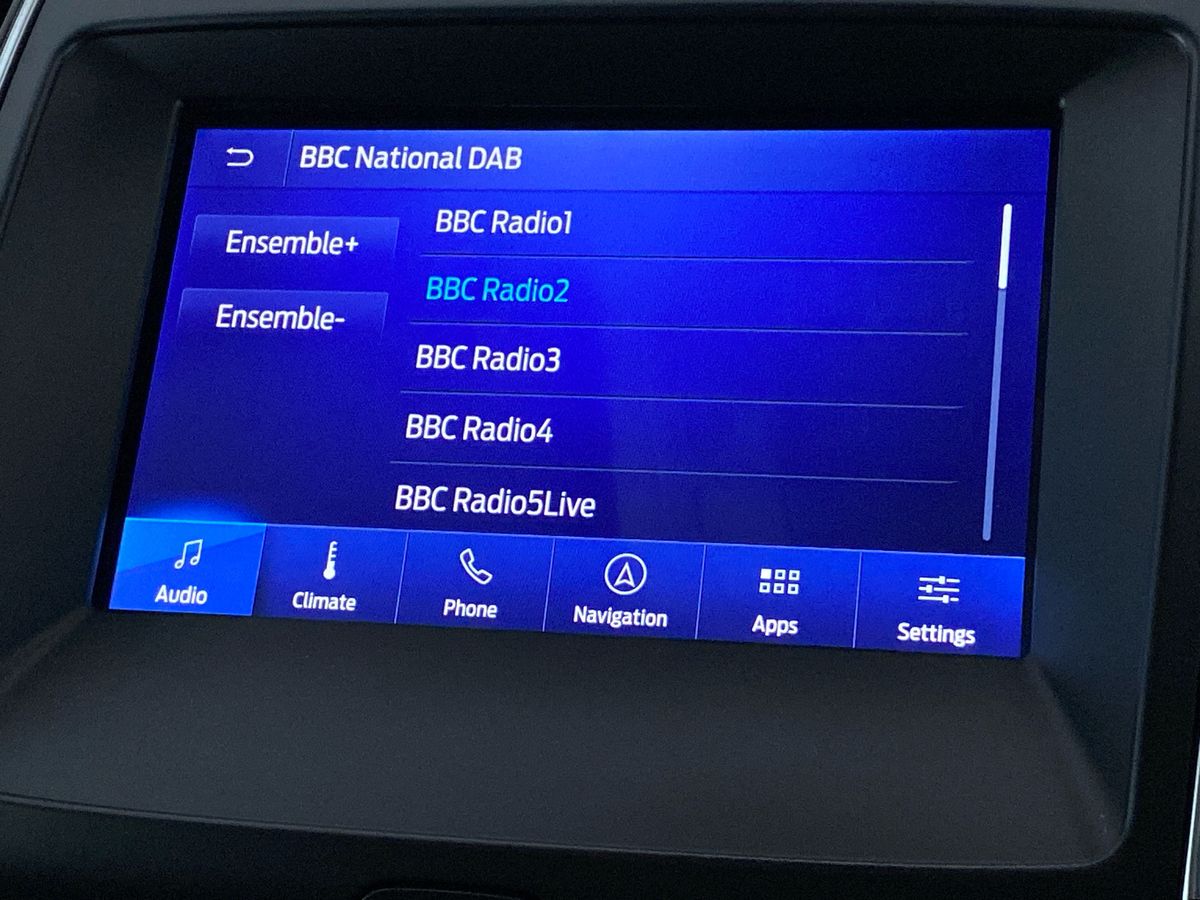 BBC National DAB
Ensemble+
Ensemble-
BBC Radio1
BBC Radio2
BBC Radio3
BBC Radio4
BBC Radio5Live
Audio
Climate
Phone
Navigation
Apps
Settings